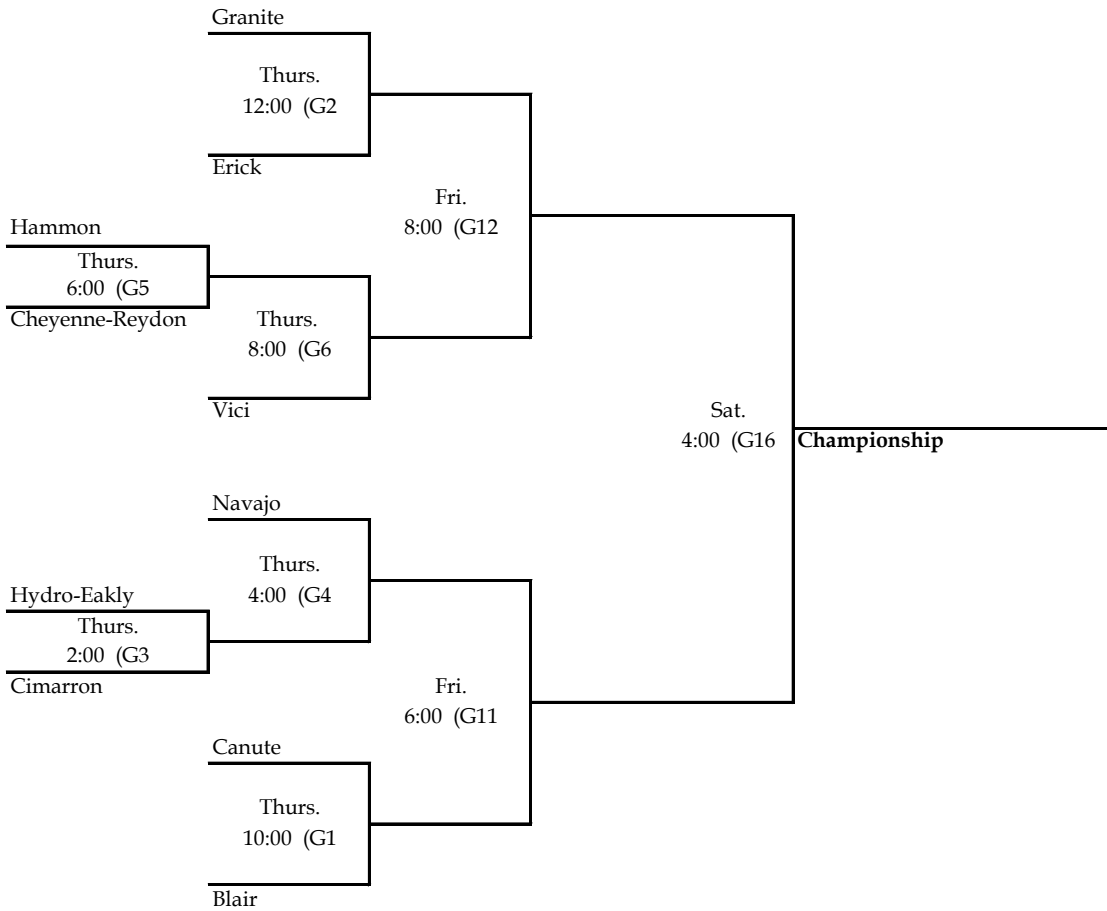 Granite
Thurs.
12:00 (G2
Erick
Fri.
8:00 (G12
Hammon
Thurs.
6:00 (G5
Cheyenne-Reydon
Thurs.
8:00 (G6
Vici
Sat.
4:00 (G16
Championship
Navajo
Thurs.
4:00 (G4
Hydro-Eakly
Thurs.
2:00 (G3
Cimarron
Fri.
6:00 (G11
Canute
Thurs.
10:00 (G1
Blair